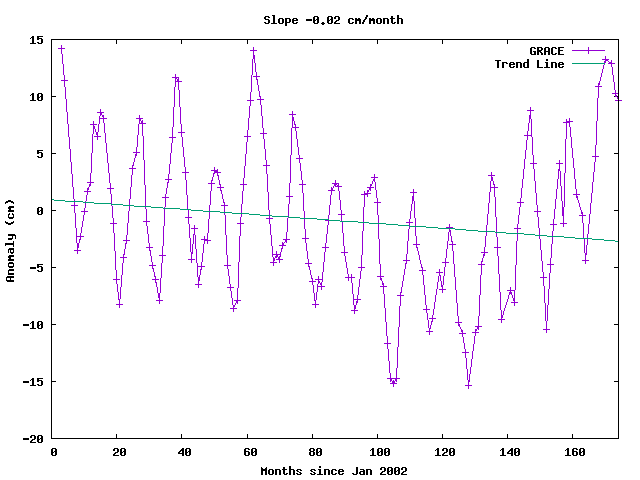 Slope -0.02 cm/month
GRACE
Trend Line
15
10
5
0
-5
-10
-15
-20
Anomaly (cm)
0 20 40 60 80 100 120 140 160
Months since Jan 2002